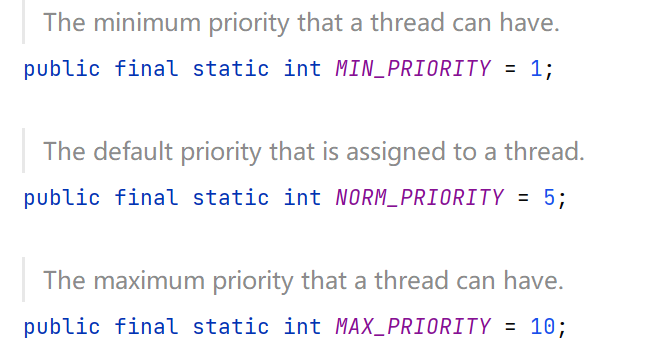 The minimum priority that a thread can have.
public final static int MIN_PRIORITY = 1;
The default priority that is assigned to a thread.
public final static int NORM_PRIORITY = 5;
The maximum priority that a thread can have.
public final static int MAX_PRIORITY = 10;